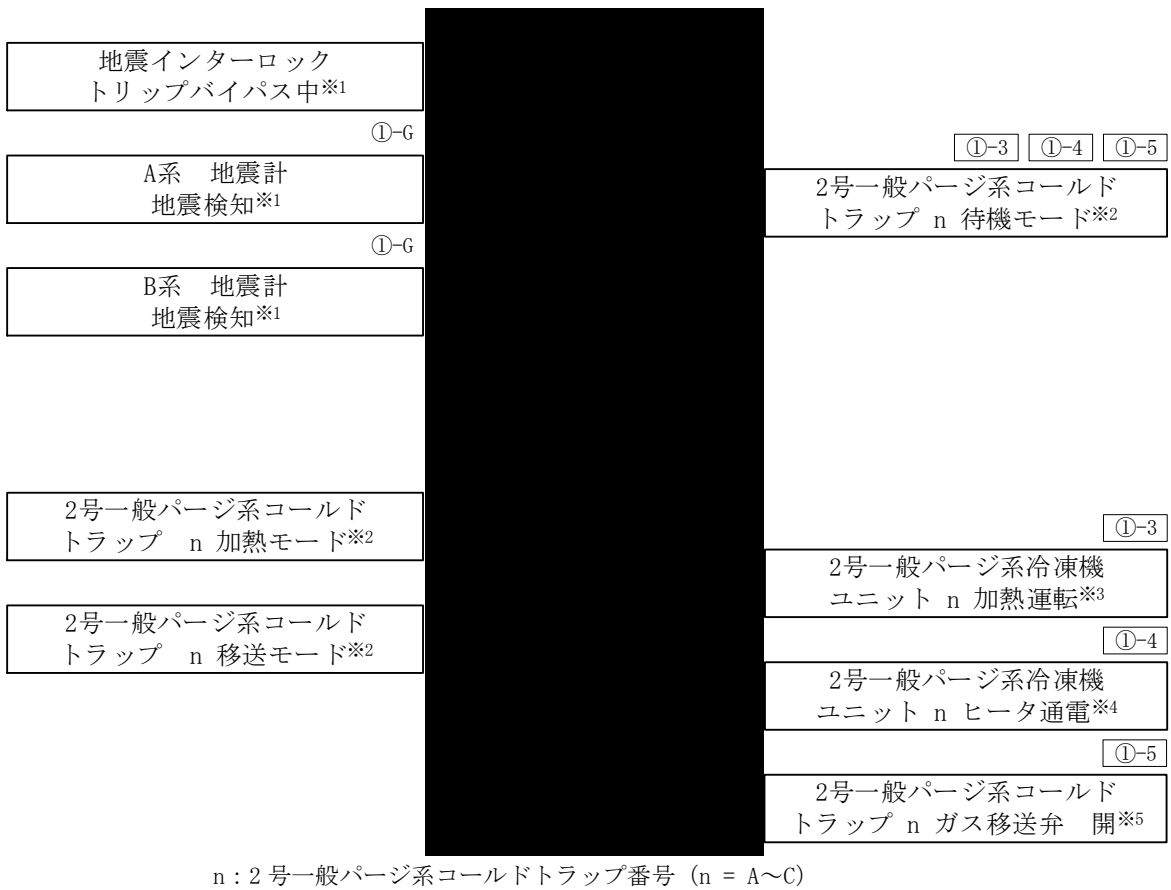 地震インターロック
トリップバイパス中※1
①-G
A系 地震計
地震検知※1
①-G
B系 地震計
地震検知※1
2号一般パージ系コールド
トラップ n 加熱モード※2
2号一般パージ系コールド
トラップ n 移送モード※2
①-3 ①-4 ①-5
2号一般パージ系コールド
トラップ n 待機モード※2
①-3
2号一般パージ系冷凍機
ユニット n 加熱運転※3
①-4
2号一般パージ系冷凍機
ユニット n ヒータ通電※4
①-5
2号一般パージ系コールド
トラップ n ガス移送弁 開※5
n：2号一般パージ系コールドトラップ番号 (n = A～C)